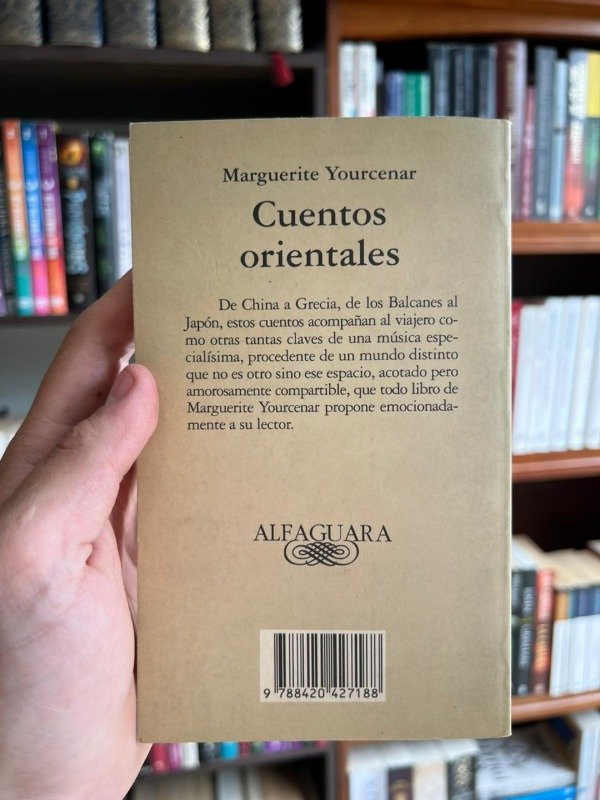 Marguerite Yourcenar
Cuentos
orientales
De China a Grecia, de los Balcanes al
Japón, estos cuentos acompañan al viajero co-
mo otras tantas claves de una música espe-
cialísima, procedente de un mundo distinto
que no es otro sino ese espacio, acotado pero
amorosamente compartible, que todo libro de
Marguerite Yourcenar propone emocionada-
mente a su lector.
ALFAGUARA
9 788420 427188